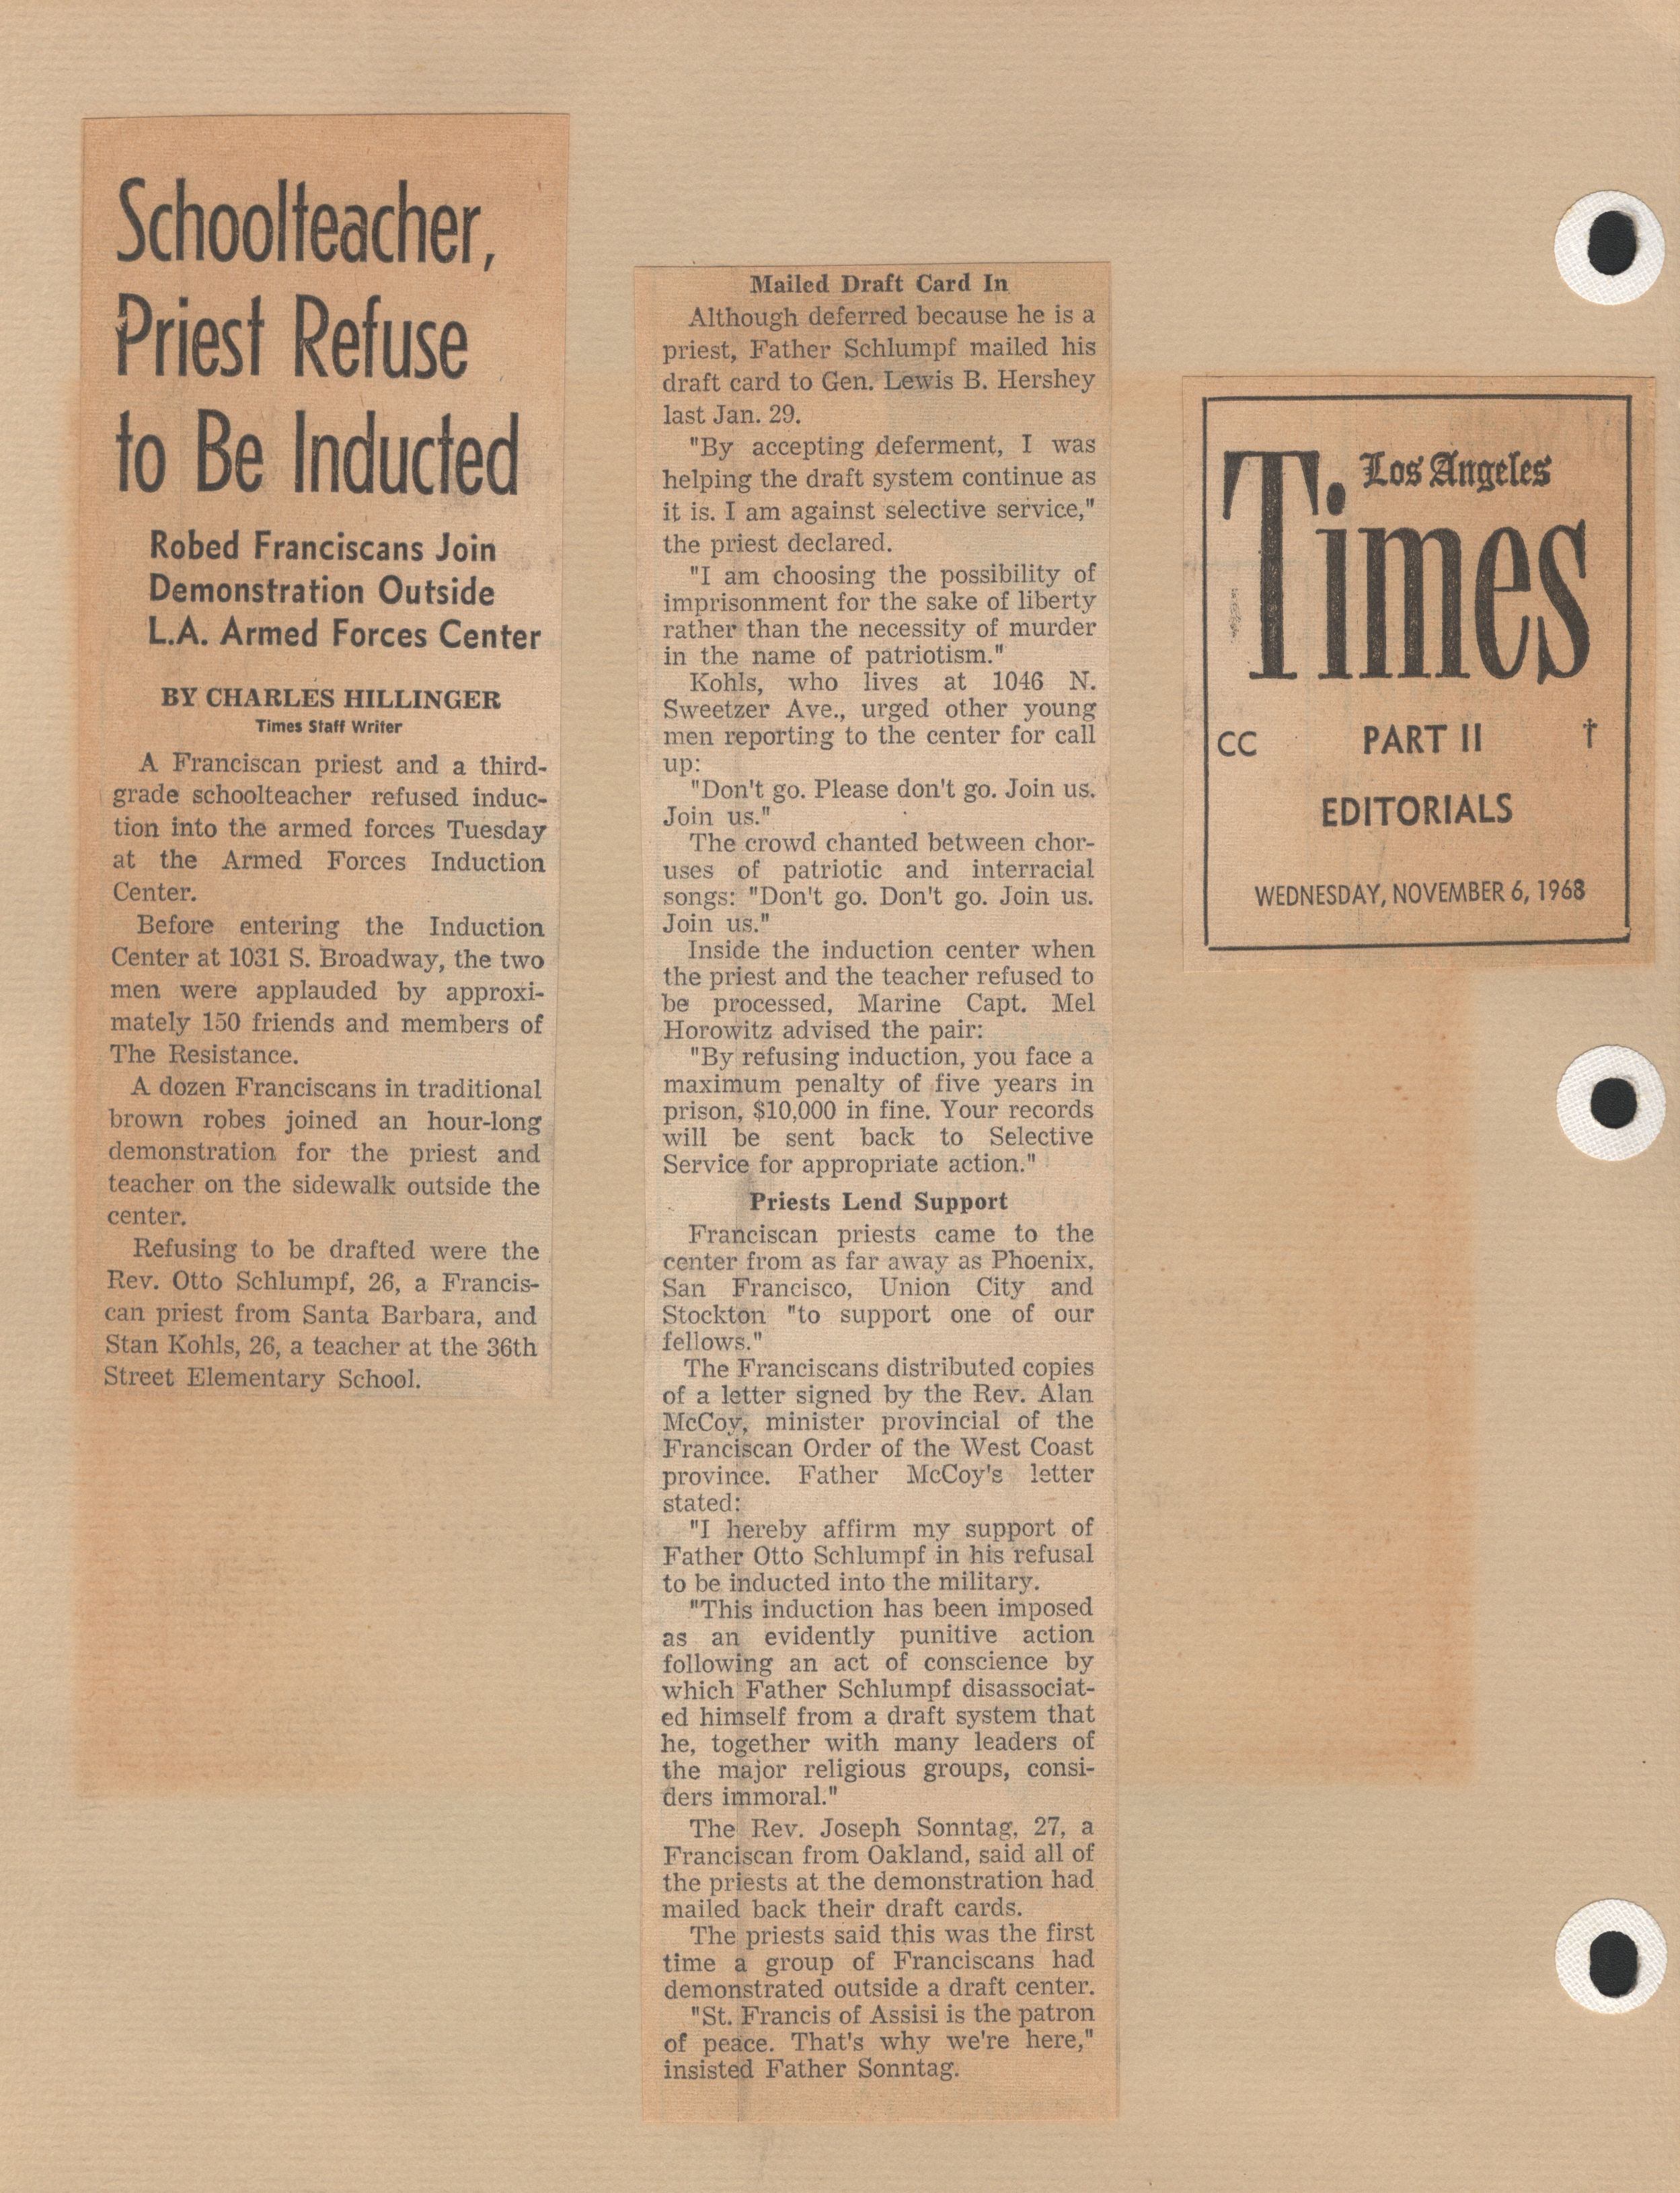 Schoolteacher,
Priest Refuse
to Be Inducted
Robed Franciscans Join
Demonstration Outside
L.A. Armed Forces Center
BY CHARLES HILLINGER
Times Staff Writer
A Franciscan priest and a third-
grade schoolteacher refused induc-
tion into the armed forces Tuesday
at the Armed Forces Induction
Center.
Before entering the Induction
Center at 1031 S. Broadway, the two
men were applauded by approxi-
mately 150 friends and members of
The Resistance.
A dozen Franciscans in traditional
brown robes joined an hour-long
demonstration for the priest and
teacher on the sidewalk outside the
center.
Refusing to be drafted were the
Rev. Otto Schlumpf, 26, a Francis-
can priest from Santa Barbara, and
Stan Kohls, 26, a teacher at the 36th
Street Elementary School.
Mailed Draft Card In
Although deferred because he is a
priest, Father Schlumpf mailed his
draft card to Gen. Lewis B. Hershey
last Jan. 29.
"By accepting deferment, I was
helping the draft system continue as
it is. I am against selective service,"
the priest declared.
"I am choosing the possibility of
imprisonment for the sake of liberty
rather than the necessity of murder
in the name of patriotism."
Kohls, who lives at 1046 N.
Sweetzer Ave., urged other young
men reporting to the center for call
up:
"Don't go. Please don't go. Join us.
Join us."
The crowd chanted between chor-
uses of patriotic and interracial
songs: "Don't go. Don't go. Join us.
Join us."
Inside the induction center when
the priest and the teacher refused to
be processed, Marine Capt. Mel
Horowitz advised the pair:
"By refusing induction, you face a
maximum penalty of five years in
prison, $10,000 in fine. Your records
will be sent back to Selective
Service for appropriate action."
Priests Lend Support
Franciscan priests came to the
center from as far away as Phoenix,
San Francisco, Union City and
Stockton "to support one of our
fellows."
The Franciscans distributed copies
of a letter signed by the Rev. Alan
McCoy, minister provincial of the
Franciscan Order of the West Coast
province. Father McCoy's letter
stated:
"I hereby affirm my support of
Father Otto Schlumpf in his refusal
to be inducted into the military.
"This induction has been imposed
as an evidently punitive action
following an act of conscience by
which Father Schlumpf disassociat-
ed himself from a draft system that
he, together with many leaders of
the major religious groups, consi-
ders immoral."
The Rev. Joseph Sonntag, 27, a
Franciscan from Oakland, said all of
the priests at the demonstration had
mailed back their draft cards.
The priests said this was the first
time a group of Franciscans had
demonstrated outside a draft center.
"St. Francis of Assisi is the patron
of peace. That's why we're here,"
insisted Father Sonntag.
Los Angeles
Times
CC PART II †
EDITORIALS
WEDNESDAY, NOVEMBER 6, 1968